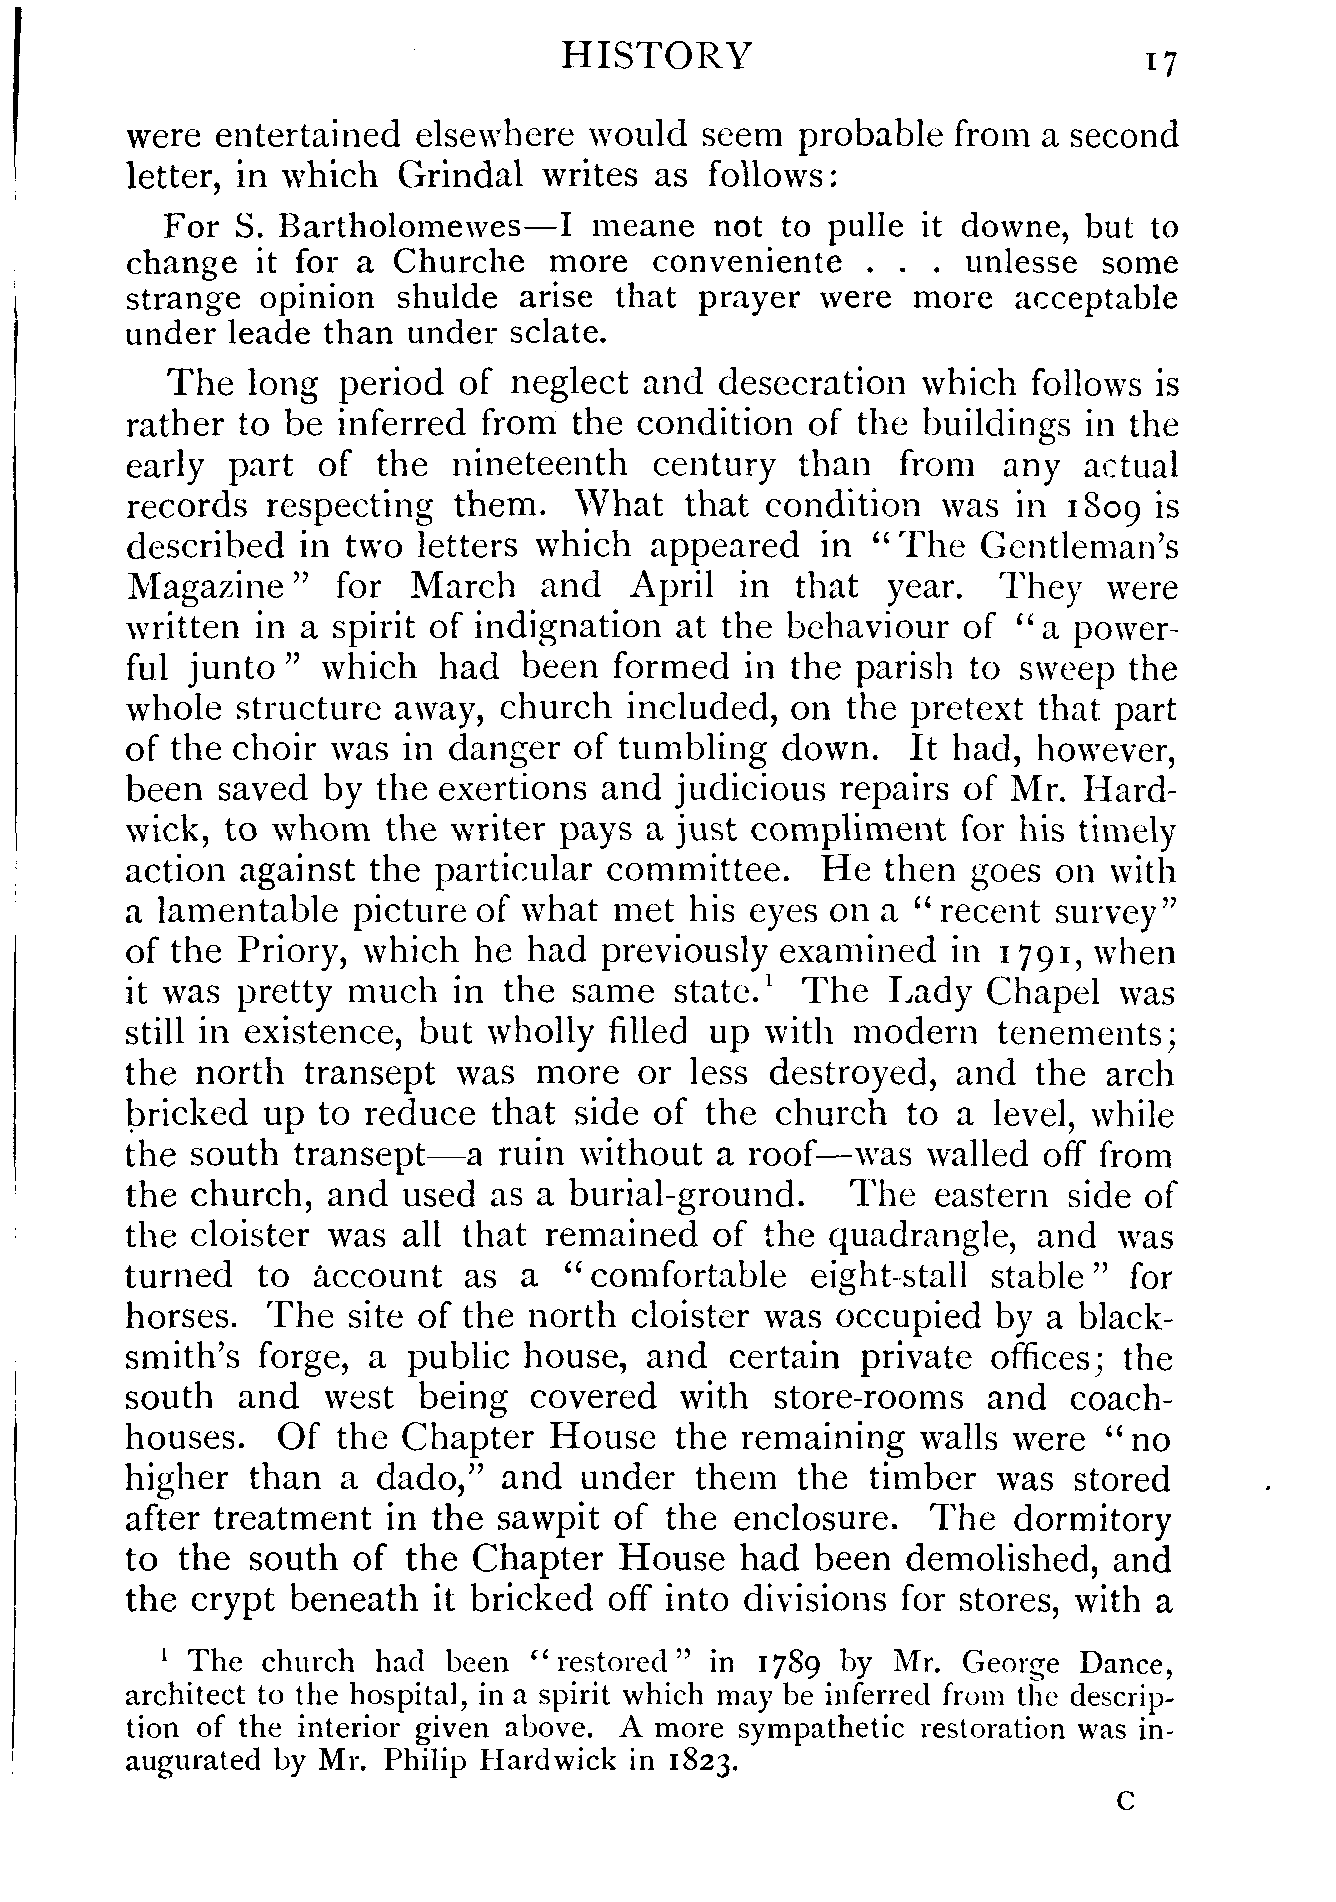 HISTORY 17
were entertained elsewhere would seem probable from a second
letter, in which Grindal writes as follows:
For S. Bartholomewes—I meane not to pulle it downe, but to
change it for a Churche more conveniente . . . unlesse some
strange opinion shulde arise that prayer were more acceptable
under leade than under sclate.
The long period of neglect and desecration which follows is
rather to be inferred from the condition of the buildings in the
early part of the nineteenth century than from any actual
records respecting them. What that condition was in 1809 is
described in two letters which appeared in “The Gentleman's
Magazine” for March and April in that year. They were
written in a spirit of indignation at the behaviour of “a power-
ful junto” which had been formed in the parish to sweep the
whole structure away, church included, on the pretext that part
of the choir was in danger of tumbling down. It had, however,
been saved by the exertions and judicious repairs of Mr. Hard-
wick, to whom the writer pays a just compliment for his timely
action against the particular committee. He then goes on with
a lamentable picture of what met his eyes on a “recent survey”
of the Priory, which he had previously examined in 1791, when
it was pretty much in the same state.¹ The Lady Chapel was
still in existence, but wholly filled up with modern tenements;
the north transept was more or less destroyed, and the arch
bricked up to reduce that side of the church to a level, while
the south transept—a ruin without a roof—was walled off from
the church, and used as a burial-ground. The eastern side of
the cloister was all that remained of the quadrangle, and was
turned to account as a “comfortable eight-stall stable” for
horses. The site of the north cloister was occupied by a black-
smith's forge, a public house, and certain private offices; the
south and west being covered with store-rooms and coach-
houses. Of the Chapter House the remaining walls were “no
higher than a dado,” and under them the timber was stored
after treatment in the sawpit of the enclosure. The dormitory
to the south of the Chapter House had been demolished, and
the crypt beneath it bricked off into divisions for stores, with a
¹ The church had been “restored” in 1789 by Mr. George Dance,
architect to the hospital, in a spirit which may be inferred from the descrip-
tion of the interior given above. A more sympathetic restoration was in-
augurated by Mr. Philip Hardwick in 1823.
C